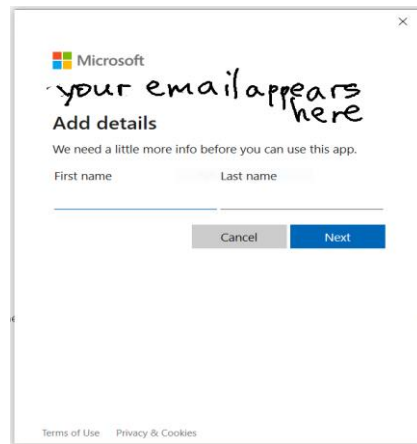 Microsoft
your email appears
here
Add details
We need a little more info before you can use this app.
First name Last name
Cancel Next
Terms of Use Privacy & Cookies